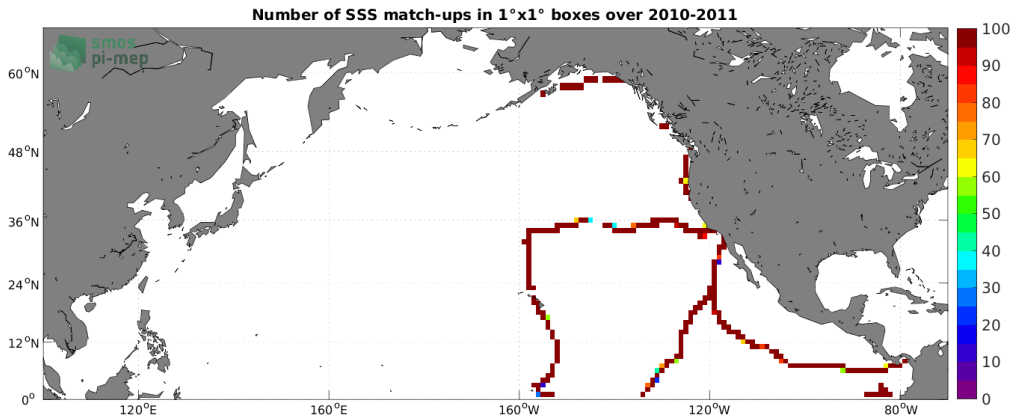 Number of SSS match-ups in 1°x1° boxes over 2010-2011
smos
pi-mep
60°N
48°N
36°N
24°N
12°N
0°
120°E
160°E
160°W
120°W
80°W
100
90
80
70
60
50
40
30
20
10
0